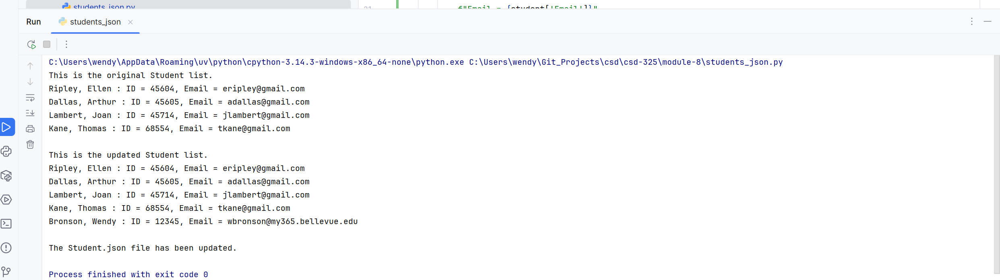 students_json.py
21 f"Email = {student['Email']}"
Run students_json
C:\Users\wendy\AppData\Roaming\uv\python\cpython-3.14.3-windows-x86_64-none\python.exe C:\Users\wendy\Git_Projects\csd\csd-325\module-8\students_json.py
This is the original Student list.
Ripley, Ellen : ID = 45604, Email = eripley@gmail.com
Dallas, Arthur : ID = 45605, Email = adallas@gmail.com
Lambert, Joan : ID = 45714, Email = jlambert@gmail.com
Kane, Thomas : ID = 68554, Email = tkane@gmail.com
This is the updated Student list.
Ripley, Ellen : ID = 45604, Email = eripley@gmail.com
Dallas, Arthur : ID = 45605, Email = adallas@gmail.com
Lambert, Joan : ID = 45714, Email = jlambert@gmail.com
Kane, Thomas : ID = 68554, Email = tkane@gmail.com
Bronson, Wendy : ID = 12345, Email = wbronson@my365.bellevue.edu
The Student.json file has been updated.
Process finished with exit code 0